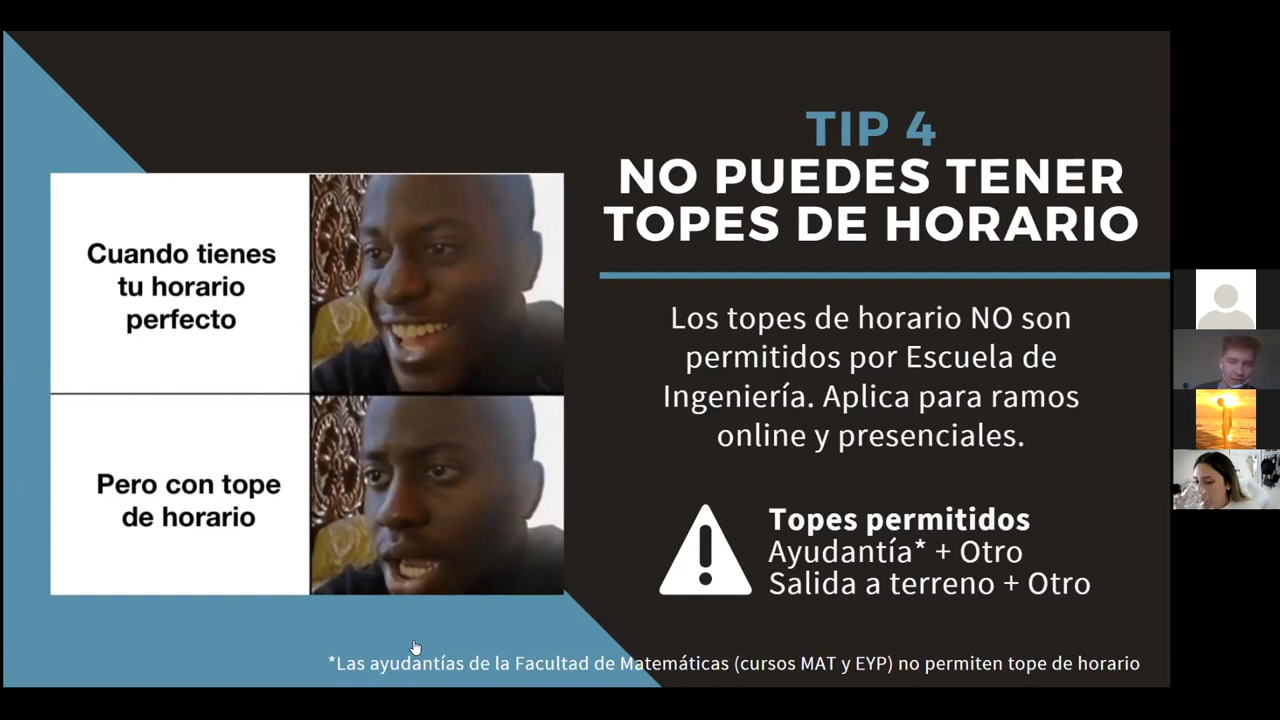 TIP 4
NO PUEDES TENER
TOPES DE HORARIO
Cuando tienes
tu horario
perfecto
Pero con tope
de horario
Los topes de horario NO son
permitidos por Escuela de
Ingeniería. Aplica para ramos
online y presenciales.
Topes permitidos
Ayudantía* + Otro
Salida a terreno + Otro
*Las ayudantías de la Facultad de Matemáticas (cursos MAT y EYP) no permiten tope de horario